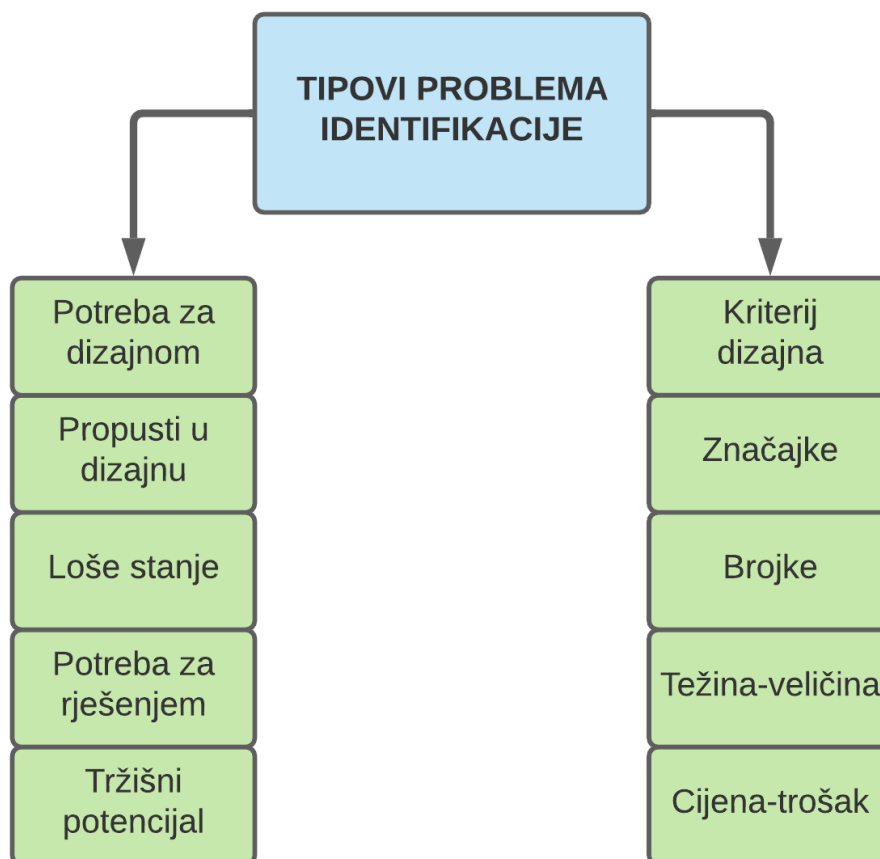 TIPOVI PROBLEMA
IDENTIFIKACIJE
Potreba za
dizajnom
Propusti u
dizajnu
Loše stanje
Potreba za
rješenjem
Tržišni
potencijal
Kriterij
dizajna
Značajke
Brojke
Težina-veličina
Cijena-trošak